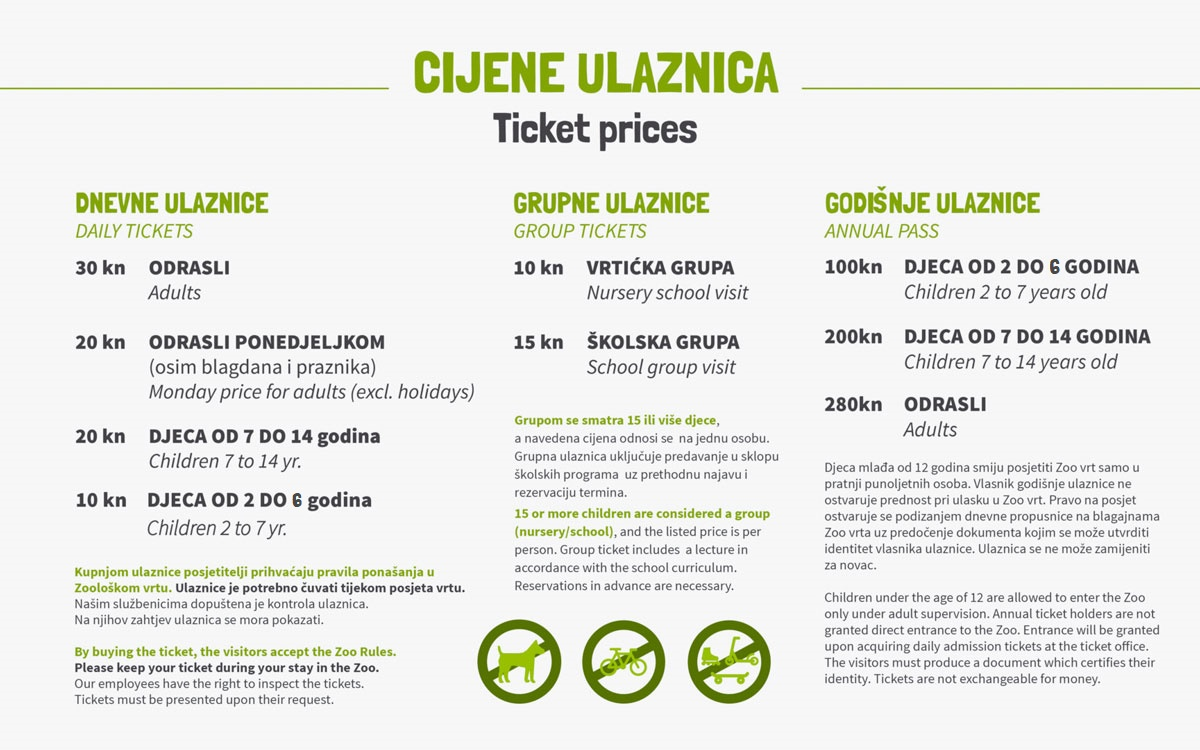 CIJENE ULAZNICA
Ticket prices
DNEVNE ULAZNICE
DAILY TICKETS
30 kn ODRASLI
Adults
20 kn ODRASLI PONEDJELJKOM
(osim blagdana i praznika)
Monday price for adults (excl. holidays)
20 kn DJECA OD 7 DO 14 godina
Children 7 to 14 yr.
10 kn DJECA OD 2 DO 6 godina
Children 2 to 7 yr.
Kupnjom ulaznice posjetitelji prihvaćaju pravila ponašanja u
Zoološkom vrtu. Ulaznice je potrebno čuvati tijekom posjeta vrtu.
Našim službenicima dopuštena je kontrola ulaznica.
Na njihov zahtjev ulaznica se mora pokazati.
By buying the ticket, the visitors accept the Zoo Rules.
Please keep your ticket during your stay in the Zoo.
Our employees have the right to inspect the tickets.
Tickets must be presented upon their request.
GRUPNE ULAZNICE
GROUP TICKETS
10 kn VRTIĆKA GRUPA
Nursery school visit
15 kn ŠKOLSKA GRUPA
School group visit
Grupom se smatra 15 ili više djece,
a navedena cijena odnosi se na jednu osobu.
Grupna ulaznica uključuje predavanje u sklopu
školskih programa uz prethodnu najavu i
rezervaciju termina.
15 or more children are considered a group
(nursery/school), and the listed price is per
person. Group ticket includes a lecture in
accordance with the school curriculum.
Reservations in advance are necessary.
GODIŠNJE ULAZNICE
ANNUAL PASS
100kn DJECA OD 2 DO 6 GODINA
Children 2 to 7 years old
200kn DJECA OD 7 DO 14 GODINA
Children 7 to 14 years old
280kn ODRASLI
Adults
Djeca mlađa od 12 godina smiju posjetiti Zoo vrt samo u
pratnji punoljetnih osoba. Vlasnik godišnje ulaznice ne
ostvaruje prednost pri ulasku u Zoo vrt. Pravo na posjet
ostvaruje se podizanjem dnevne propusnice na blagajnama
Zoo vrta uz predočenje dokumenta kojim se može utvrditi
identitet vlasnika ulaznice. Ulaznica se ne može zamijeniti
za novac.
Children under the age of 12 are allowed to enter the Zoo
only under adult supervision. Annual ticket holders are not
granted direct entrance to the Zoo. Entrance will be granted
upon acquiring daily admission tickets at the ticket office.
The visitors must produce a document which certifies their
identity. Tickets are not exchangeable for money.